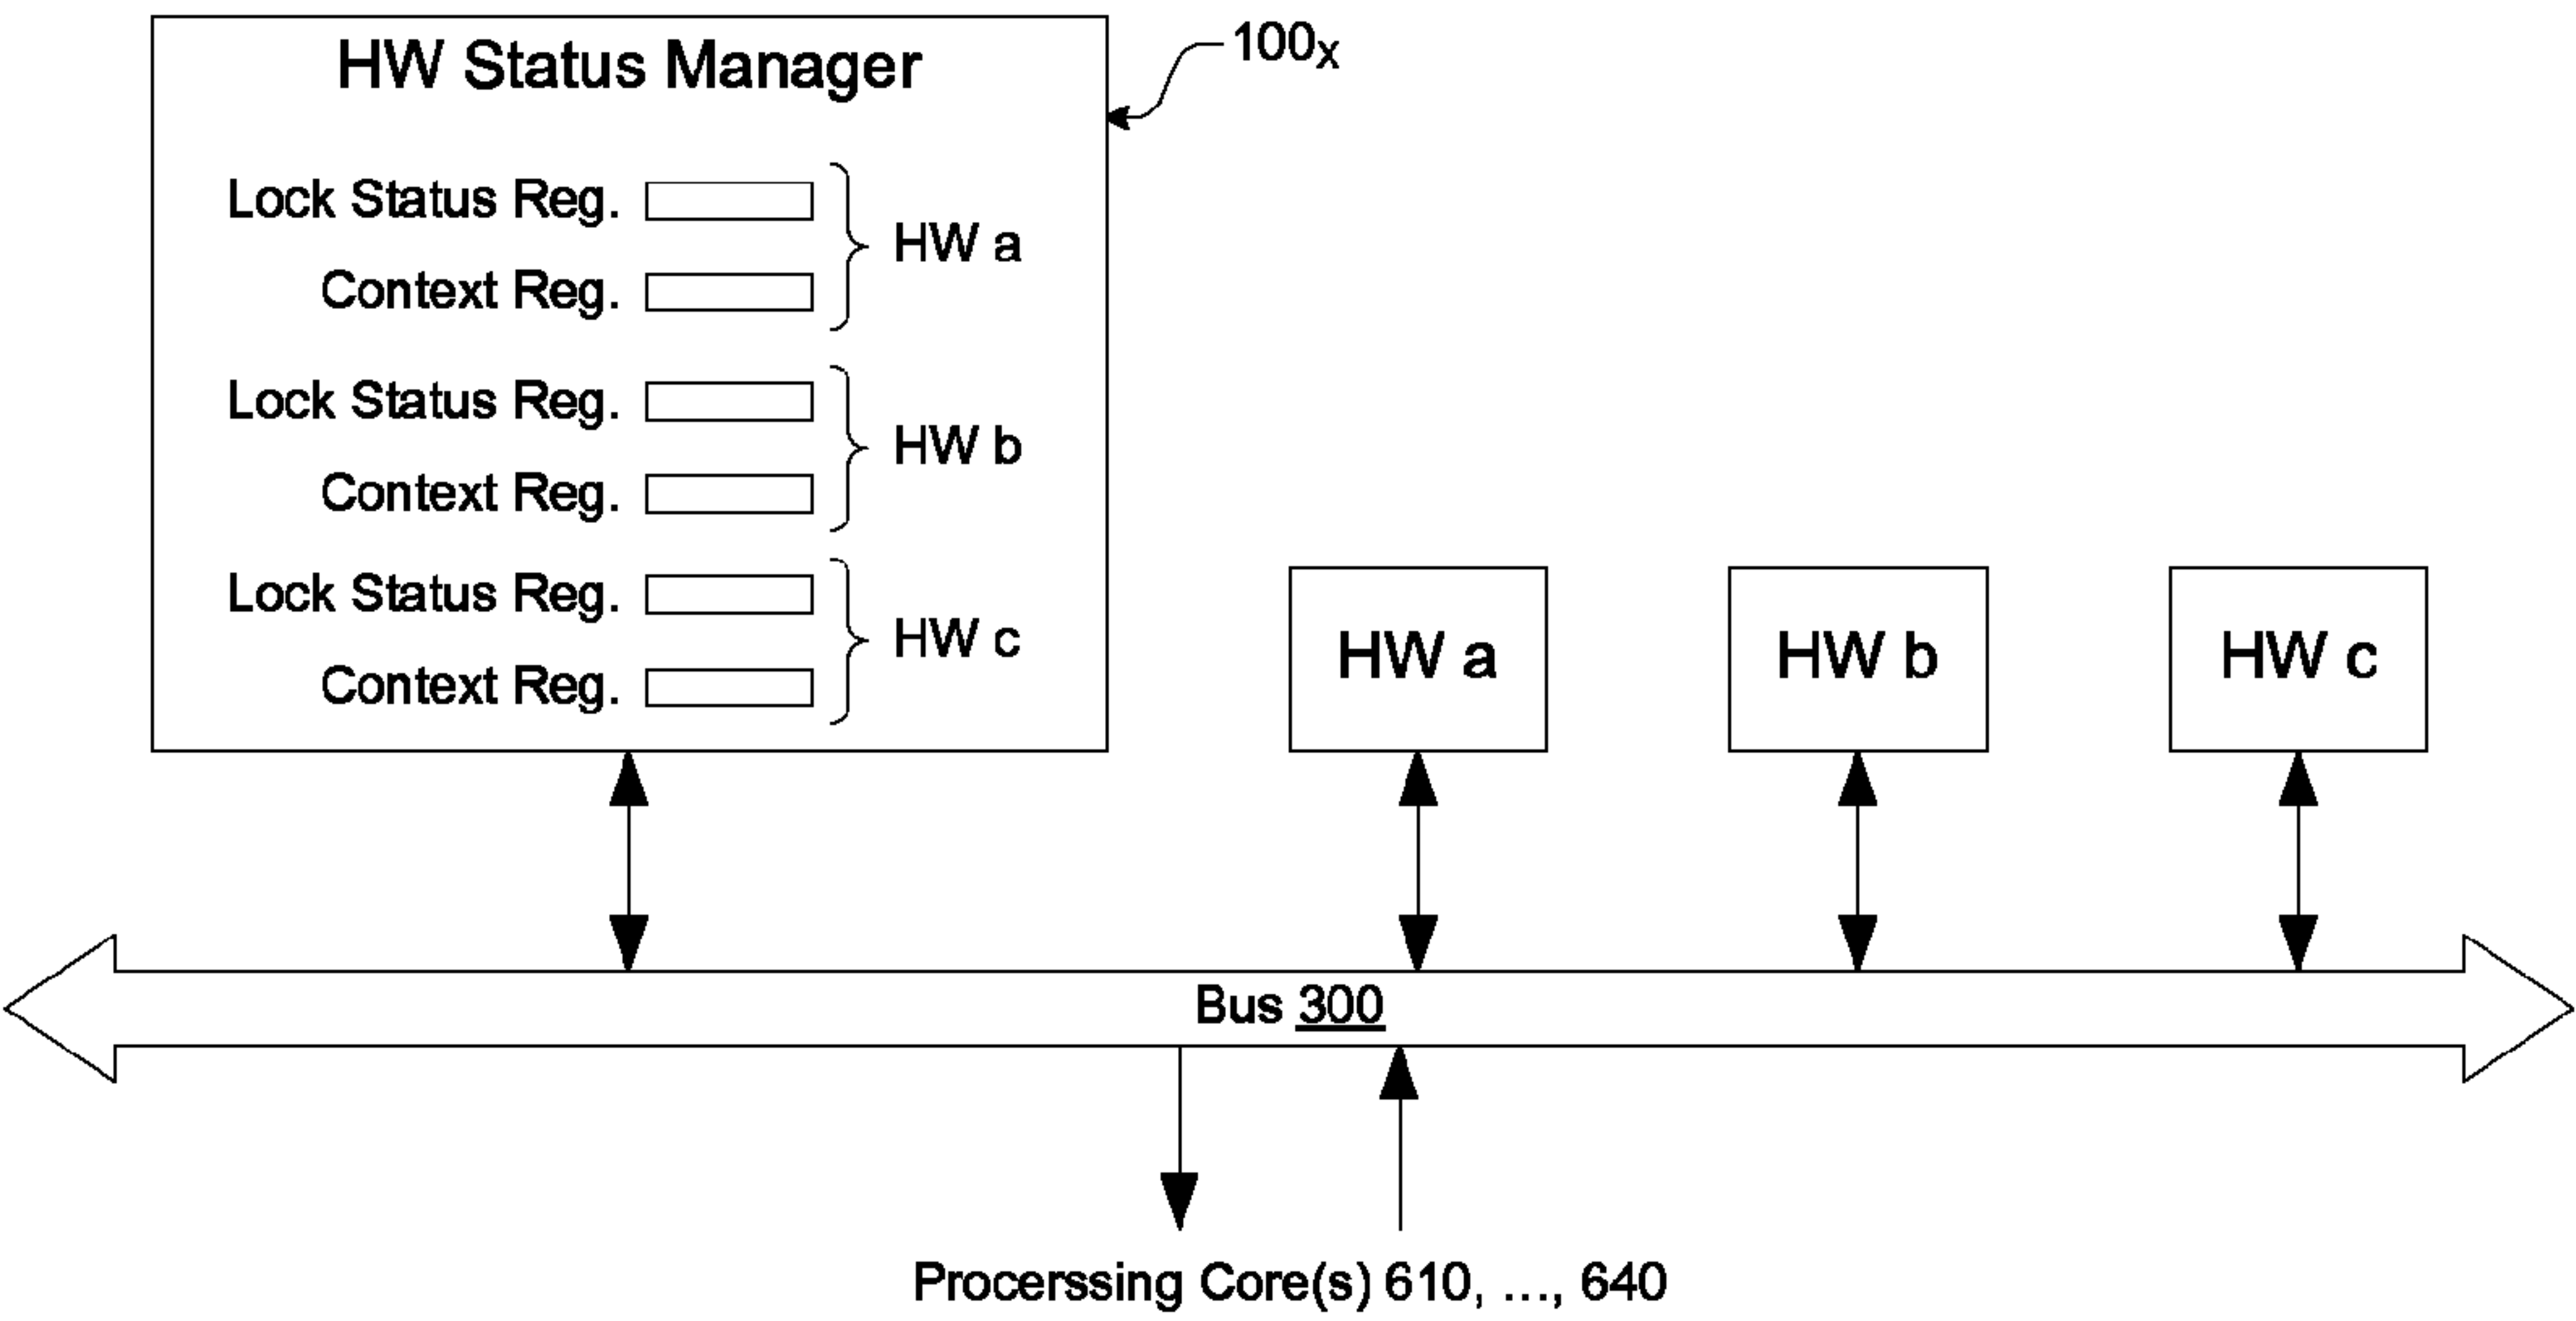 HW Status Manager
100X
Lock Status Reg.
Context Reg.
HW a
Lock Status Reg.
Context Reg.
HW b
Lock Status Reg.
Context Reg.
HW c
HW a
HW b
HW c
Bus 300
Procerssing Core(s) 610, ..., 640